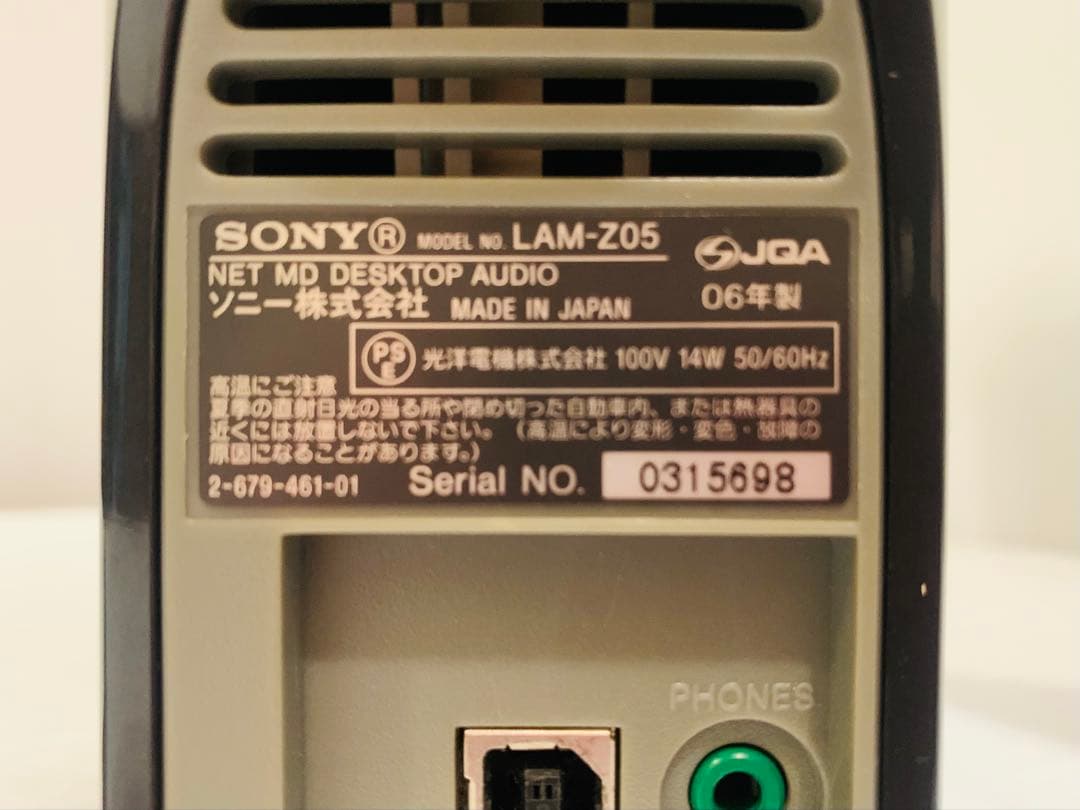 SONY® MODEL NO. LAM-Z05
JQA
NET MD DESKTOP AUDIO
ソニー株式会社 MADE IN JAPAN
06年製
PS E 光洋電機株式会社 100V 14W 50/60Hz
高温にご注意
夏季の直射日光の当る所や閉め切った自動車内、または熱器具の
近くには放置しないで下さい。（高温により変形・変色・故障の
原因になることがあります。）
2-679-461-01 Serial NO. 0315698
PHONES